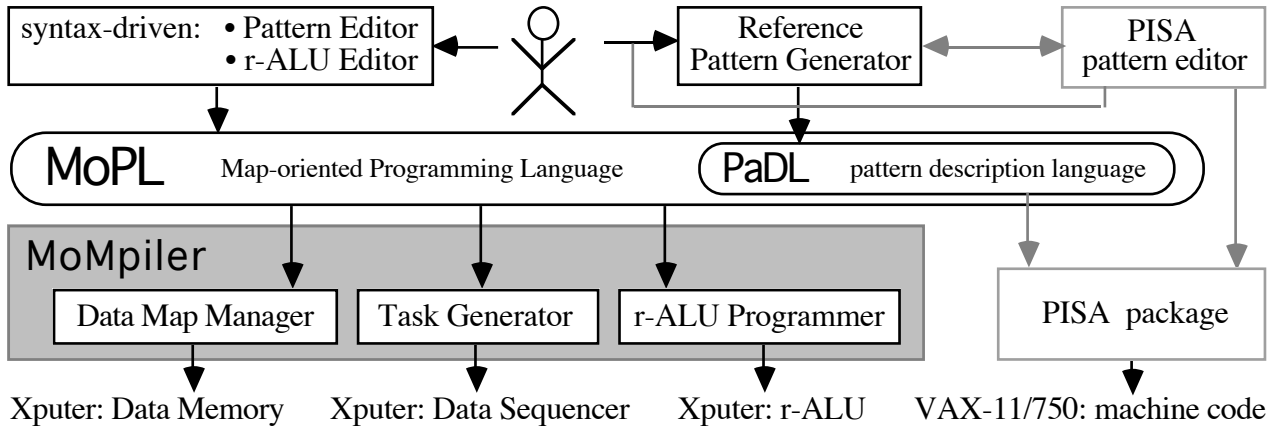 syntax-driven: • Pattern Editor
• r-ALU Editor
Reference
Pattern Generator
PISA
pattern editor
MoPL Map-oriented Programming Language
PaDL pattern description language
MoMpiler
Data Map Manager
Task Generator
r-ALU Programmer
PISA package
Xputer: Data Memory
Xputer: Data Sequencer
Xputer: r-ALU
VAX-11/750: machine code